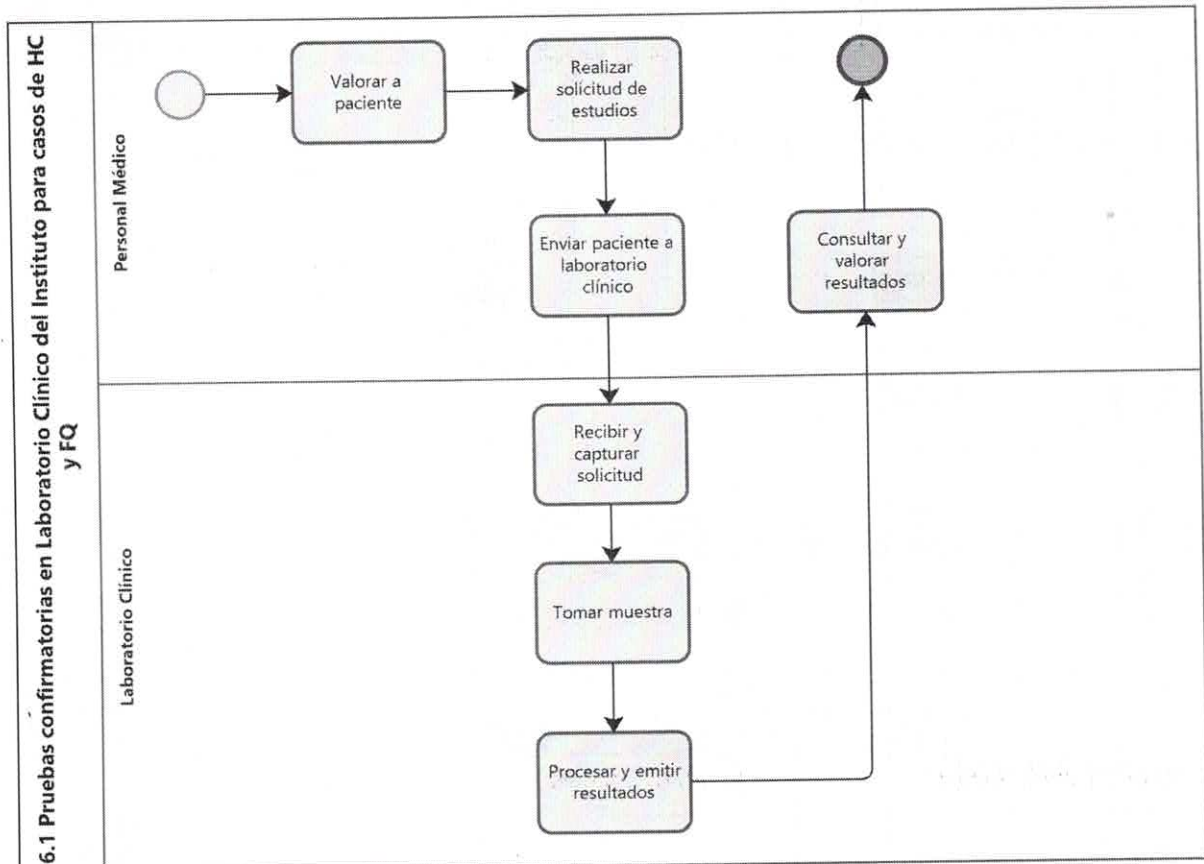 6.1 Pruebas confirmatorias en Laboratorio Clínico del Instituto para casos de HC
y FQ
Personal Médico
Valorar a
paciente
Realizar
solicitud de
estudios
Enviar paciente a
laboratorio
clínico
Consultar y
valorar
resultados
Laboratorio Clínico
Recibir y
capturar
solicitud
Tomar muestra
Procesar y emitir
resultados